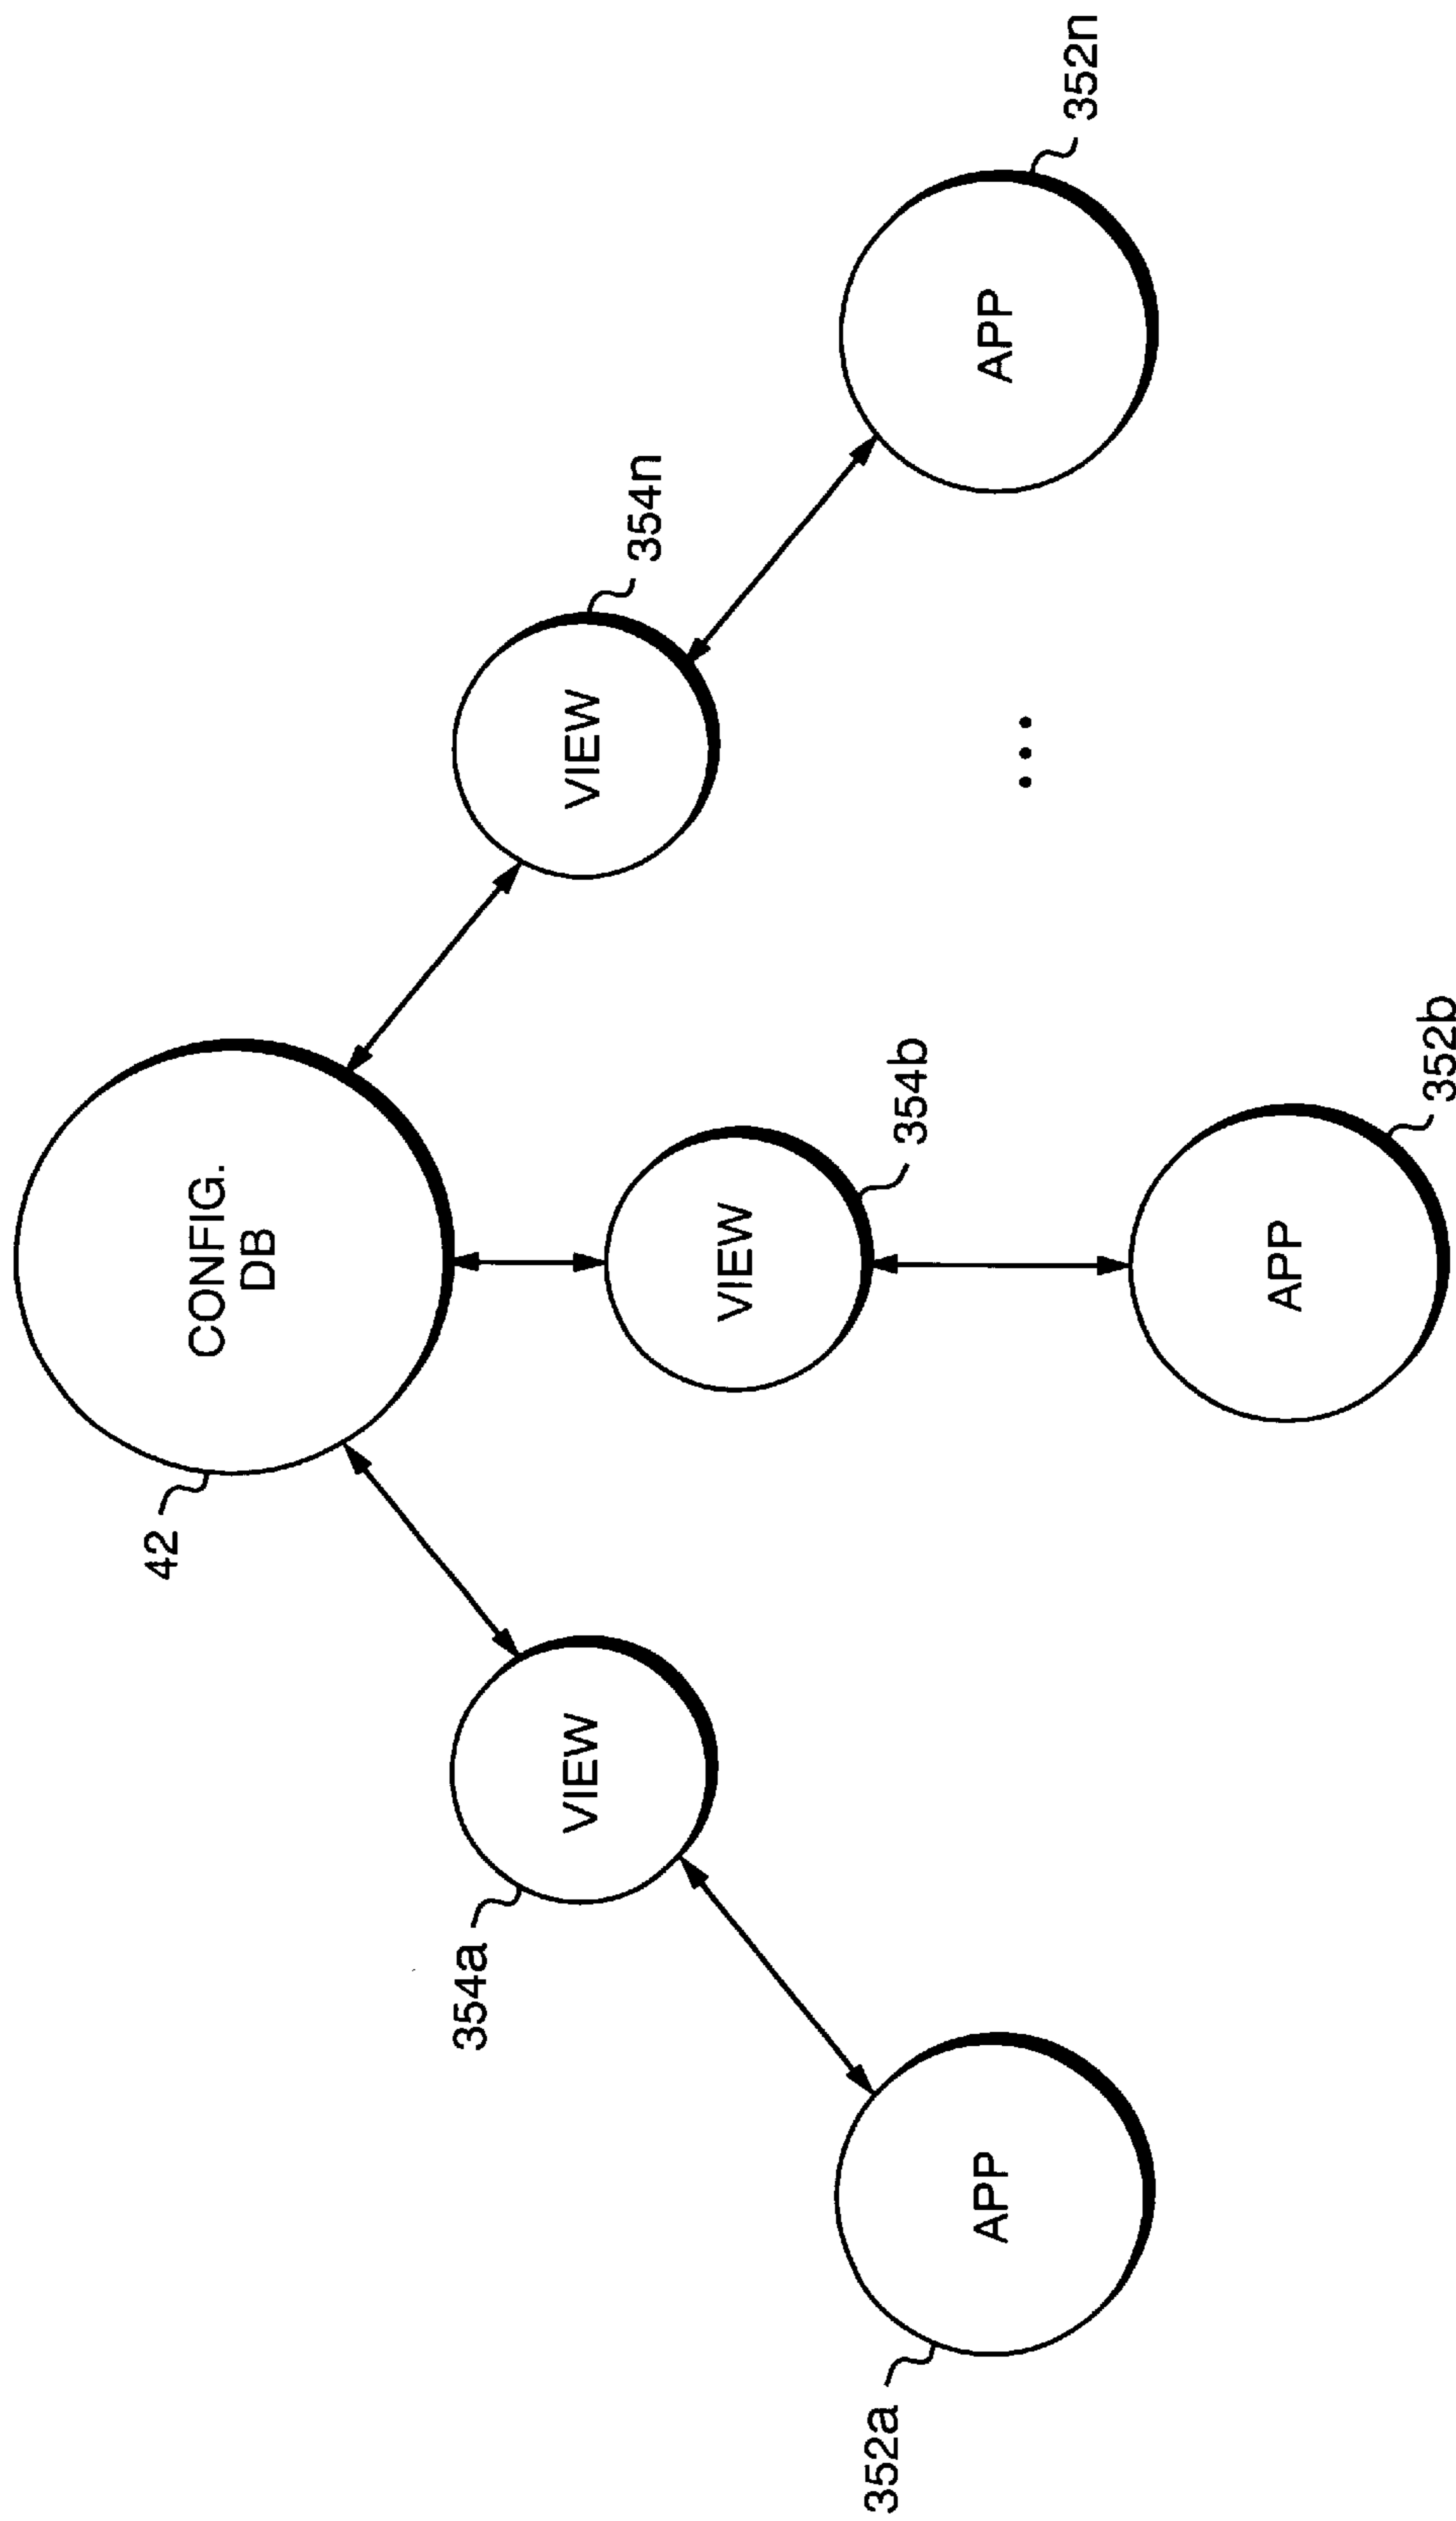 42
CONFIG.
DB
354a
VIEW
VIEW
354b
VIEW
354n
352a
APP
APP
352b
...
APP
352n